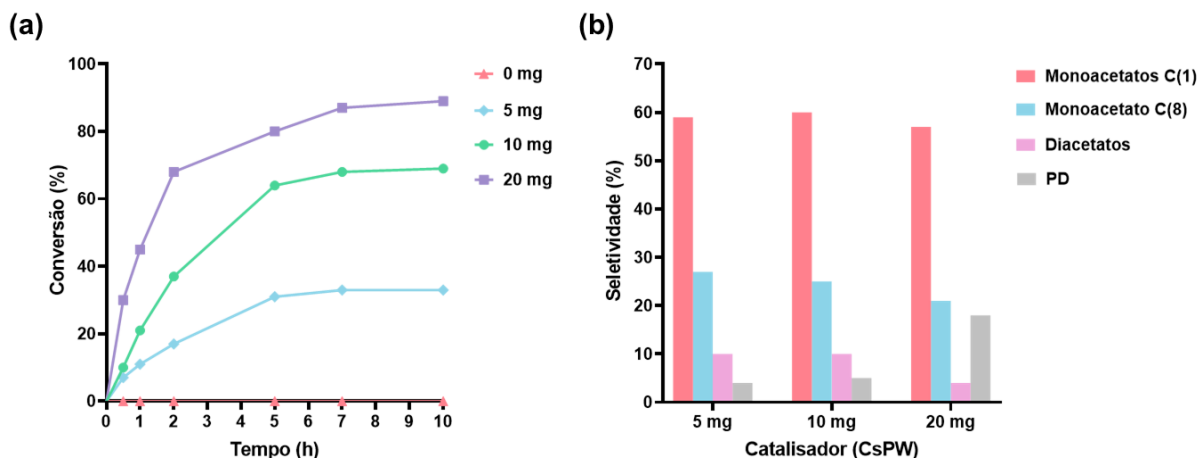 (a)
100
80
60
40
20
0
Conversão (%)
0 1 2 3 4 5 6 7 8 9 10
Tempo (h)
0 mg
5 mg
10 mg
20 mg
(b)
70
60
50
40
30
20
10
0
Seletividade (%)
5 mg 10 mg 20 mg
Catalisador (CsPW)
Monoacetatos C(1)
Monoacetato C(8)
Diacetatos
PD